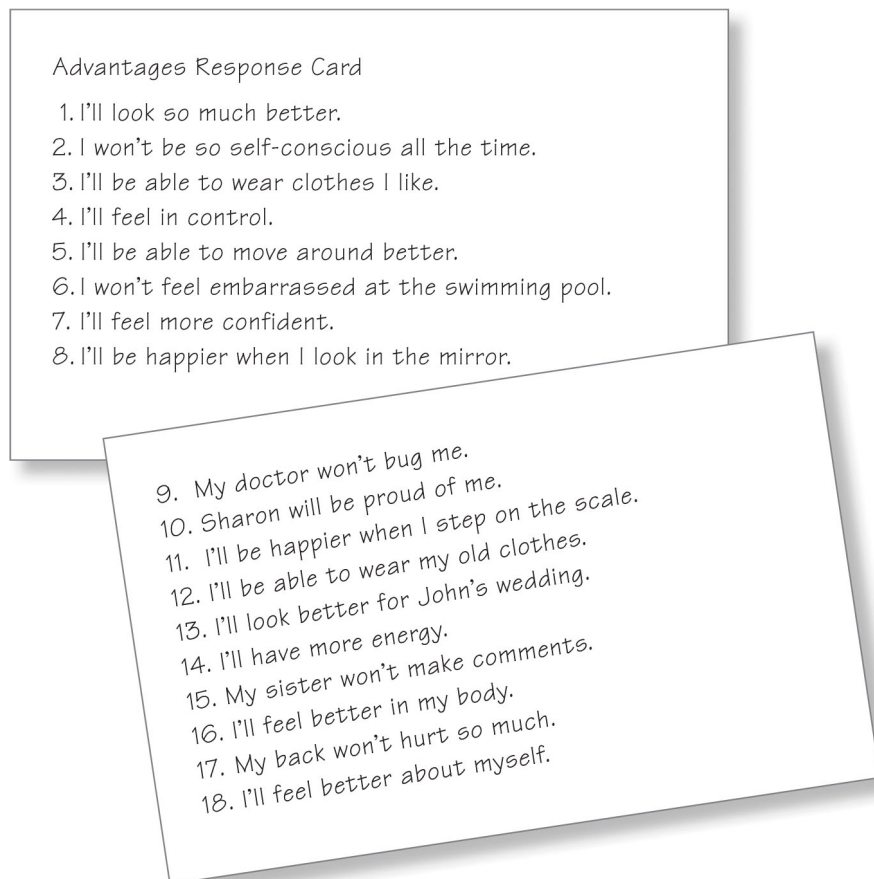 Advantages Response Card
1. I'll look so much better.
2. I won't be so self-conscious all the time.
3. I'll be able to wear clothes I like.
4. I'll feel in control.
5. I'll be able to move around better.
6. I won't feel embarrassed at the swimming pool.
7. I'll feel more confident.
8. I'll be happier when I look in the mirror.
9. My doctor won't bug me.
10. Sharon will be proud of me.
11. I'll be happier when I step on the scale.
12. I'll be able to wear my old clothes.
13. I'll look better for John's wedding.
14. I'll have more energy.
15. My sister won't make comments.
16. I'll feel better in my body.
17. My back won't hurt so much.
18. I'll feel better about myself.